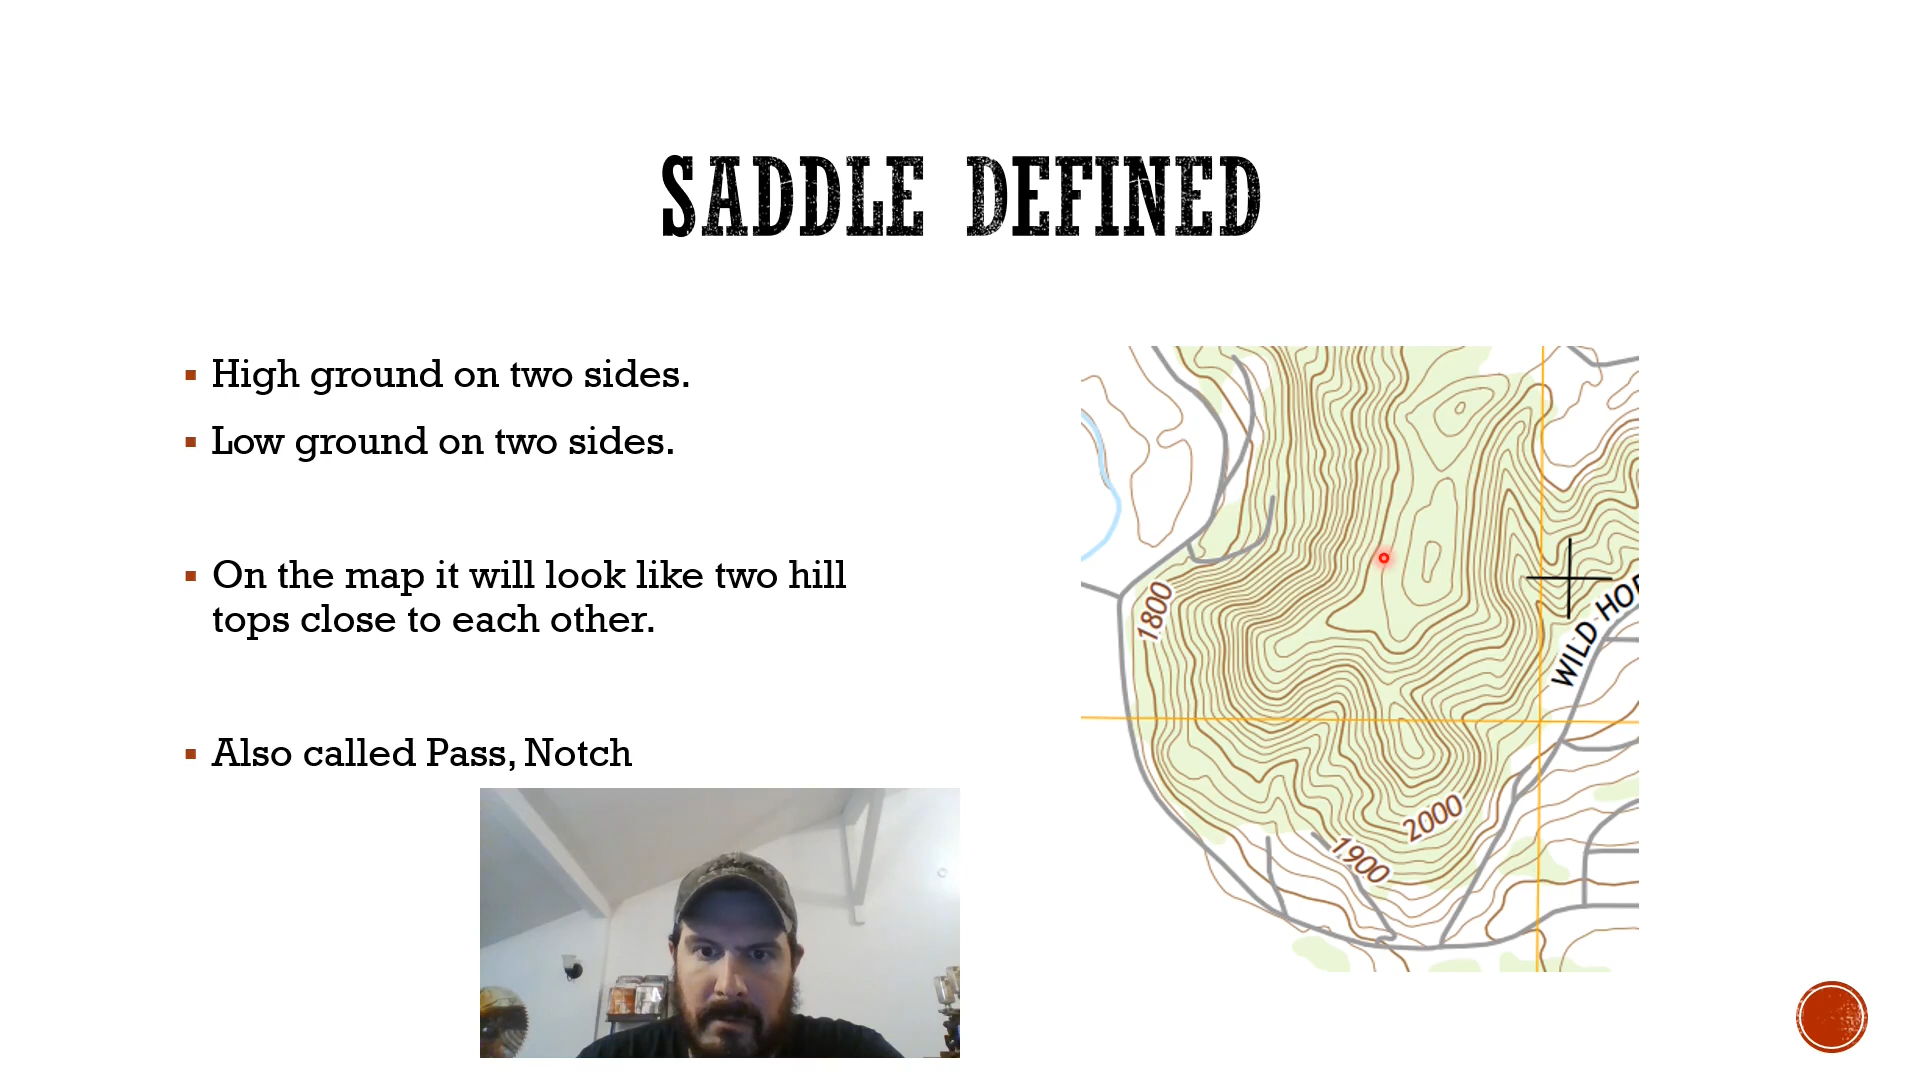 SADDLE DEFINED
High ground on two sides.
Low ground on two sides.
On the map it will look like two hill
tops close to each other.
Also called Pass, Notch
1800
WILD HO
2000
1900